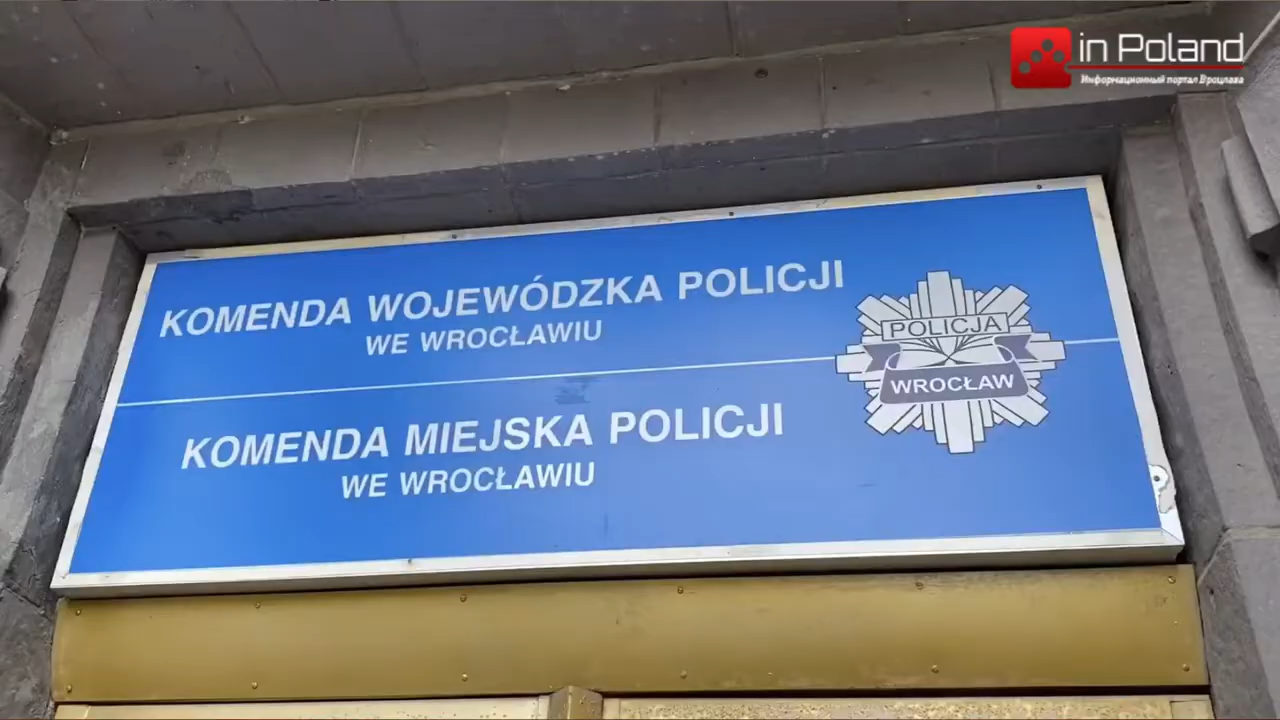 in Poland
Информационный портал Вроцлава
KOMENDA WOJEWÓDZKA POLICJI
WE WROCŁAWIU
KOMENDA MIEJSKA POLICJI
WE WROCŁAWIU
POLICJA
WROCŁAW